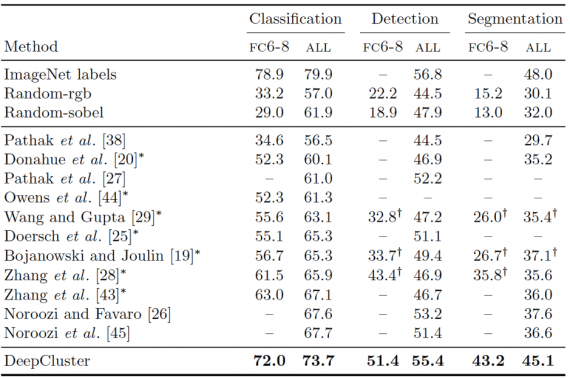 Classification Detection Segmentation
Method FC6-8 ALL FC6-8 ALL FC6-8 ALL
ImageNet labels 78.9 79.9 – 56.8 – 48.0
Random-rgb 33.2 57.0 22.2 44.5 15.2 30.1
Random-sobel 29.0 61.9 18.9 47.9 13.0 32.0
Pathak et al. [38] 34.6 56.5 – 44.5 – 29.7
Donahue et al. [20]* 52.3 60.1 – 46.9 – 35.2
Pathak et al. [27] – 61.0 – 52.2 – –
Owens et al. [44]* 52.3 61.3 – – – –
Wang and Gupta [29]* 55.6 63.1 32.8† 47.2 26.0† 35.4†
Doersch et al. [25]* 55.1 65.3 – 51.1 – –
Bojanowski and Joulin [19]* 56.7 65.3 33.7† 49.4 26.7† 37.1†
Zhang et al. [28]* 61.5 65.9 43.4† 46.9 35.8† 35.6
Zhang et al. [43]* 63.0 67.1 – 46.7 – 36.0
Noroozi and Favaro [26] – 67.6 – 53.2 – 37.6
Noroozi et al. [45] – 67.7 – 51.4 – 36.6
DeepCluster 72.0 73.7 51.4 55.4 43.2 45.1